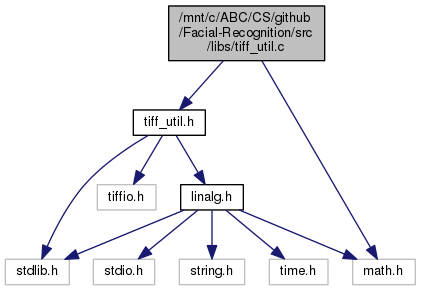 /mnt/c/ABC/CS/github
/Facial-Recognition/src
/libs/tiff_util.c
tiff_util.h
tiffio.h
linalg.h
stdlib.h
stdio.h
string.h
time.h
math.h